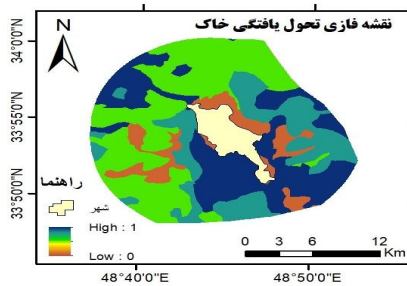 نقشه فازی تحول یافتگی خاک
N
34°0'0"N
33°55'0"N
33°50'0"N
راهنما
شهر
High : 1
Low : 0
0 3 6 12
Km
48°40'0"E
48°50'0"E